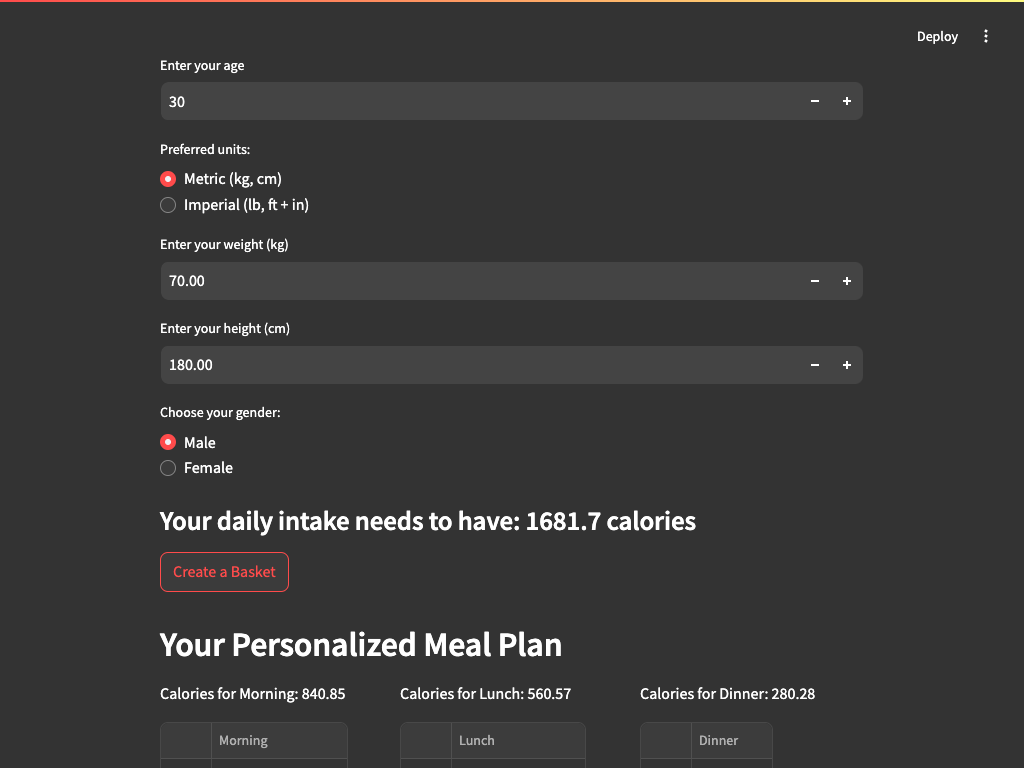 Deploy
Enter your age
30
Preferred units:
Metric (kg, cm)
Imperial (lb, ft + in)
Enter your weight (kg)
70.00
Enter your height (cm)
180.00
Choose your gender:
Male
Female
Your daily intake needs to have: 1681.7 calories
Create a Basket
Your Personalized Meal Plan
Calories for Morning: 840.85 Calories for Lunch: 560.57 Calories for Dinner: 280.28
Morning Lunch Dinner